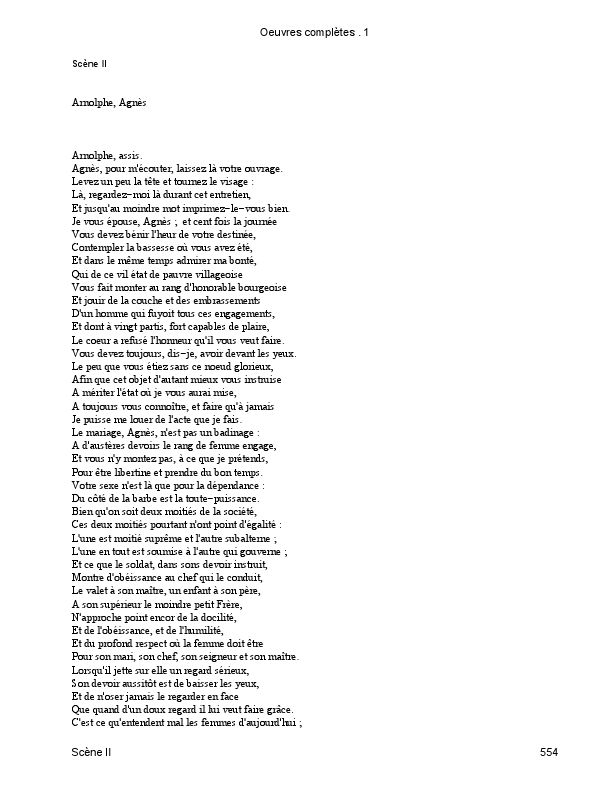 Oeuvres complètes . 1
Scène II
Arnolphe, Agnès
Arnolphe, assis.
Agnès, pour m'écouter, laissez là votre ouvrage.
Levez un peu la tête et tournez le visage :
Là, regardez−moi là durant cet entretien,
Et jusqu'au moindre mot imprimez−le−vous bien.
Je vous épouse, Agnès ; et cent fois la journée
Vous devez bénir l'heur de votre destinée,
Contempler la bassesse où vous avez été,
Et dans le même temps admirer ma bonté,
Qui de ce vil état de pauvre villageoise
Vous fait monter au rang d'honorable bourgeoise
Et jouir de la couche et des embrassements
D'un homme qui fuyoit tous ces engagements,
Et dont à vingt partis, fort capables de plaire,
Le coeur a refusé l'honneur qu'il vous veut faire.
Vous devez toujours, dis−je, avoir devant les yeux.
Le peu que vous étiez sans ce noeud glorieux,
Afin que cet objet d'autant mieux vous instruise
A mériter l'état où je vous aurai mise,
A toujours vous connoître, et faire qu'à jamais
Je puisse me louer de l'acte que je fais.
Le mariage, Agnès, n'est pas un badinage :
A d'austères devoirs le rang de femme engage,
Et vous n'y montez pas, à ce que je prétends,
Pour être libertine et prendre du bon temps.
Votre sexe n'est là que pour la dépendance :
Du côté de la barbe est la toute−puissance.
Bien qu'on soit deux moitiés de la société,
Ces deux moitiés pourtant n'ont point d'égalité :
L'une est moitié suprême et l'autre subalterne ;
L'une en tout est soumise à l'autre qui gouverne ;
Et ce que le soldat, dans sons devoir instruit,
Montre d'obéissance au chef qui le conduit,
Le valet à son maître, un enfant à son père,
A son supérieur le moindre petit Frère,
N'approche point encor de la docilité,
Et de l'obéissance, et de l'humilité,
Et du profond respect où la femme doit être
Pour son mari, son chef, son seigneur et son maître.
Lorsqu'il jette sur elle un regard sérieux,
Son devoir aussitôt est de baisser les yeux,
Et de n'oser jamais le regarder en face
Que quand d'un doux regard il lui veut faire grâce.
C'est ce qu'entendent mal les femmes d'aujourd'hui ;
Scène II
554